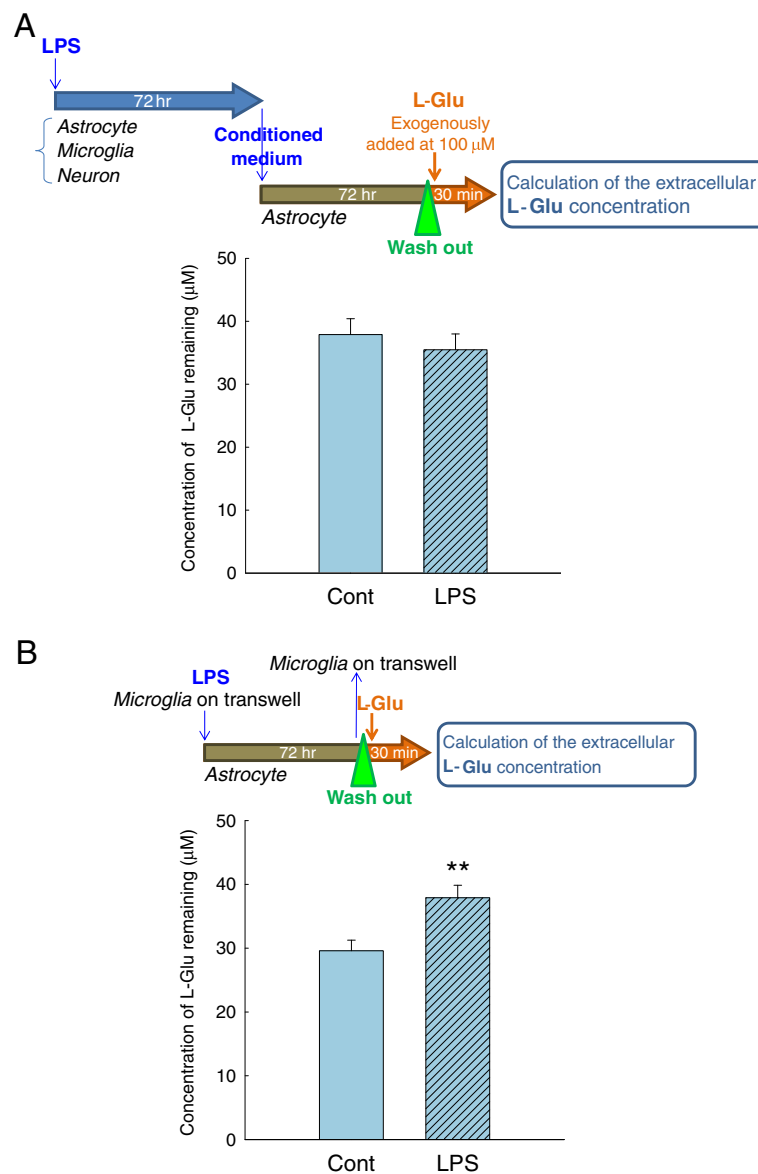 A
LPS
72 hr
Astrocyte
Microglia
Neuron
Conditioned
medium
L-Glu
Exogenously
added at 100 μM
72 hr
30 min
Astrocyte
Wash out
Calculation of the extracellular
L-Glu concentration
Concentration of L-Glu remaining (μM)
50
40
30
20
10
0
Cont
LPS
B
Microglia on transwell
LPS
Microglia on transwell
L-Glu
72 hr
30 min
Astrocyte
Wash out
Calculation of the extracellular
L-Glu concentration
Concentration of L-Glu remaining (μM)
50
40
30
20
10
0
**
Cont
LPS